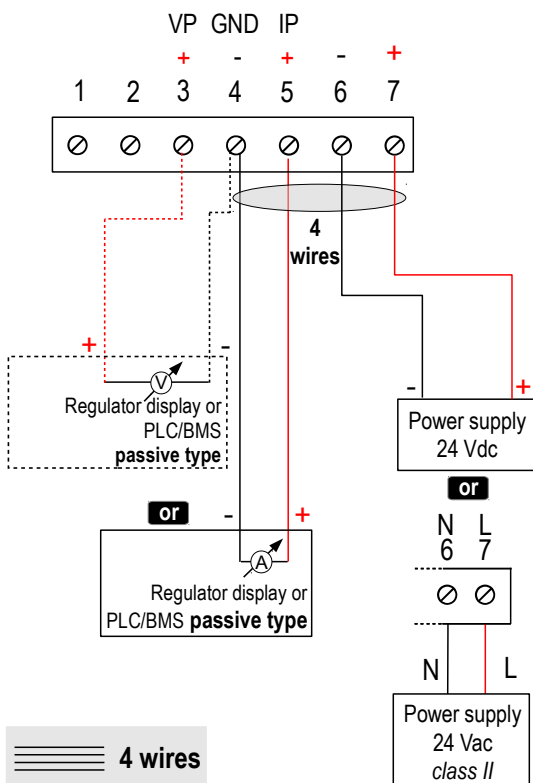 VP GND IP
+ - + - +
1 2 3 4 5 6 7
4
wires
+ -
V
Regulator display or
PLC/BMS
passive type
- +
Power supply
24 Vdc
or
or
- +
A
Regulator display or
PLC/BMS passive type
N L
6 7
N L
Power supply
24 Vac
class II
4 wires